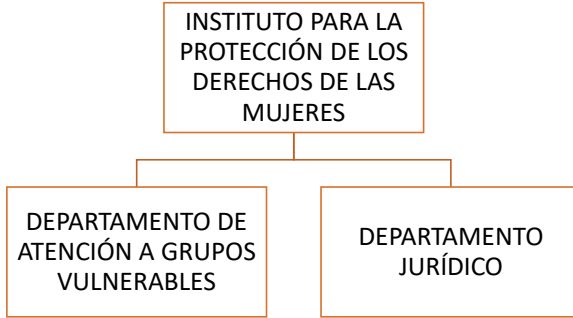 INSTITUTO PARA LA
PROTECCIÓN DE LOS
DERECHOS DE LAS
MUJERES
DEPARTAMENTO DE
ATENCIÓN A GRUPOS
VULNERABLES
DEPARTAMENTO
JURÍDICO